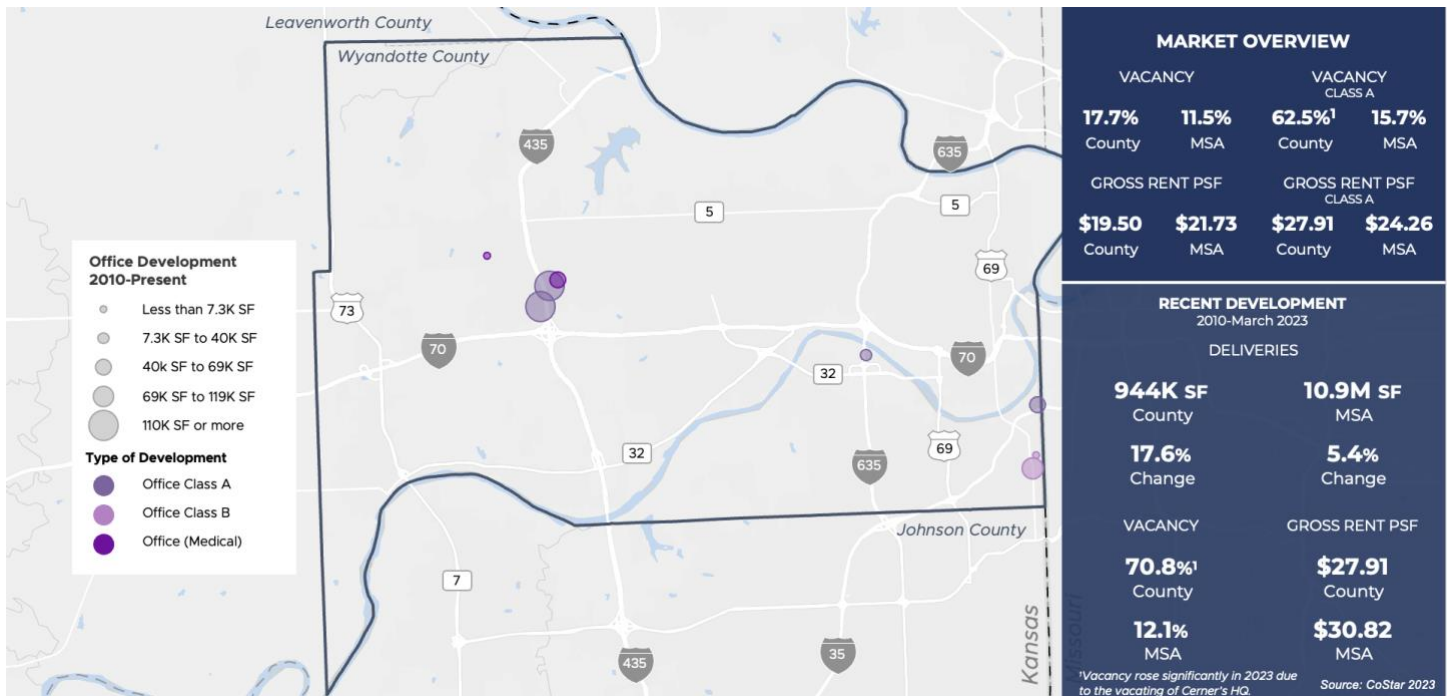 Leavenworth County
Wyandotte County
435
635
5
5
69
73
70
70
32
32
69
635
Johnson County
7
435
35
Kansas
Missouri
Office Development
2010-Present
Less than 7.3K SF
7.3K SF to 40K SF
40k SF to 69K SF
69K SF to 119K SF
110K SF or more
Type of Development
Office Class A
Office Class B
Office (Medical)
MARKET OVERVIEW
VACANCY VACANCY
CLASS A
17.7% 11.5% 62.5%¹ 15.7%
County MSA County MSA
GROSS RENT PSF GROSS RENT PSF
CLASS A
$19.50 $21.73 $27.91 $24.26
County MSA County MSA
RECENT DEVELOPMENT
2010-March 2023
DELIVERIES
944K SF 10.9M SF
County MSA
17.6% 5.4%
Change Change
VACANCY GROSS RENT PSF
70.8%¹ $27.91
County County
12.1% $30.82
MSA MSA
¹Vacancy rose significantly in 2023 due
to the vacating of Cerner's HQ.
Source: CoStar 2023